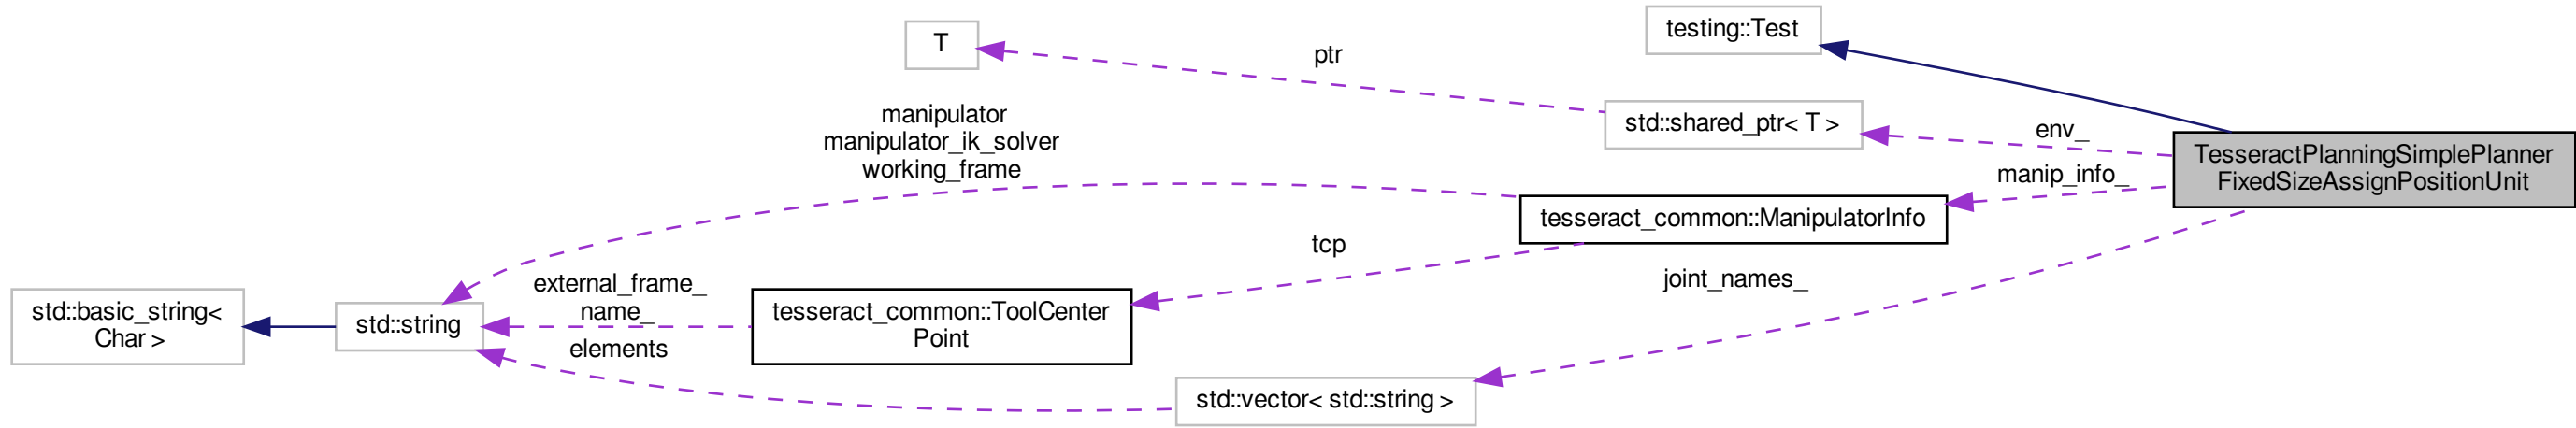 testing::Test
T
ptr
std::shared_ptr< T >
env_
TesseractPlanningSimplePlanner
FixedSizeAssignPositionUnit
manipulator
manipulator_ik_solver
working_frame
manip_info_
tesseract_common::ManipulatorInfo
tcp
joint_names_
external_frame_
name_
std::basic_string<
Char >
std::string
tesseract_common::ToolCenter
Point
elements
std::vector< std::string >